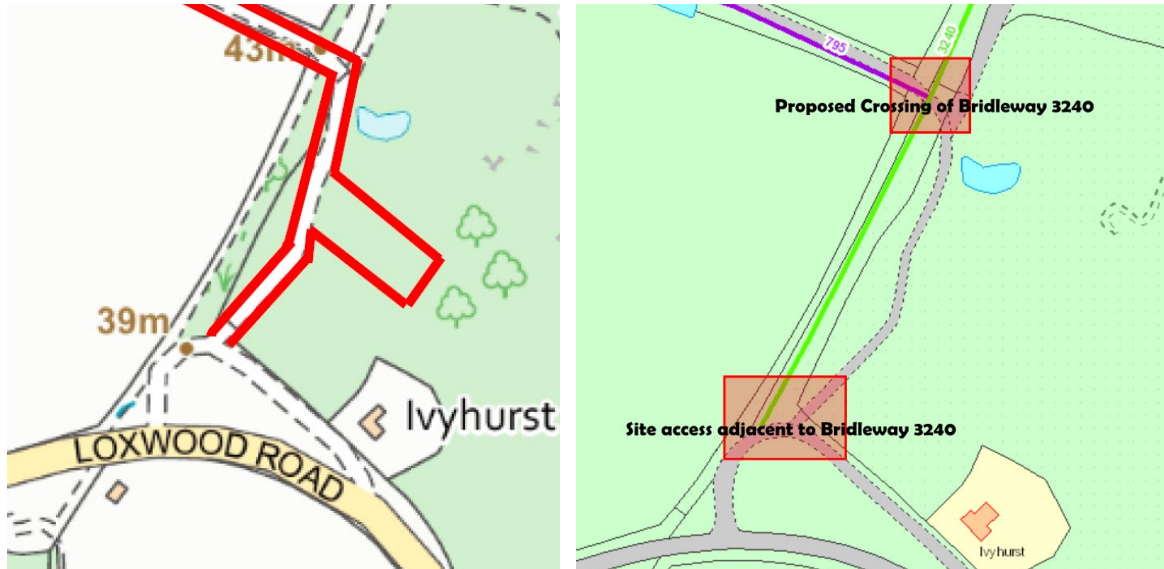 43m
39m
Ivyhurst
LOXWOOD ROAD
795
3240
Proposed Crossing of Bridleway 3240
Site access adjacent to Bridleway 3240
Ivyhurst